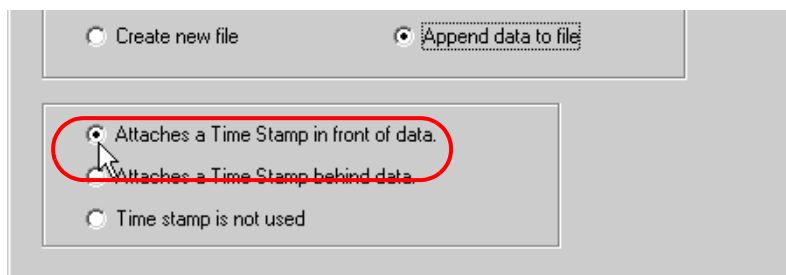 Create new file Append data to file
Attaches a Time Stamp in front of data.
Attaches a Time Stamp behind data.
Time stamp is not used